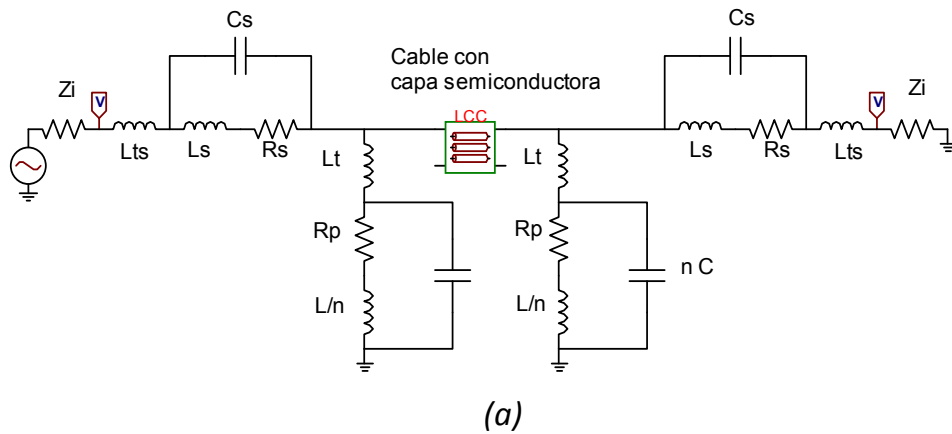 Cs
Cs
Cable con
capa semiconductora
Zi
V
LCC
V
Zi
Lts
Ls
Rs
Lt
Lt
Ls
Rs
Lts
Rp
Rp
n C
L/n
L/n
(a)